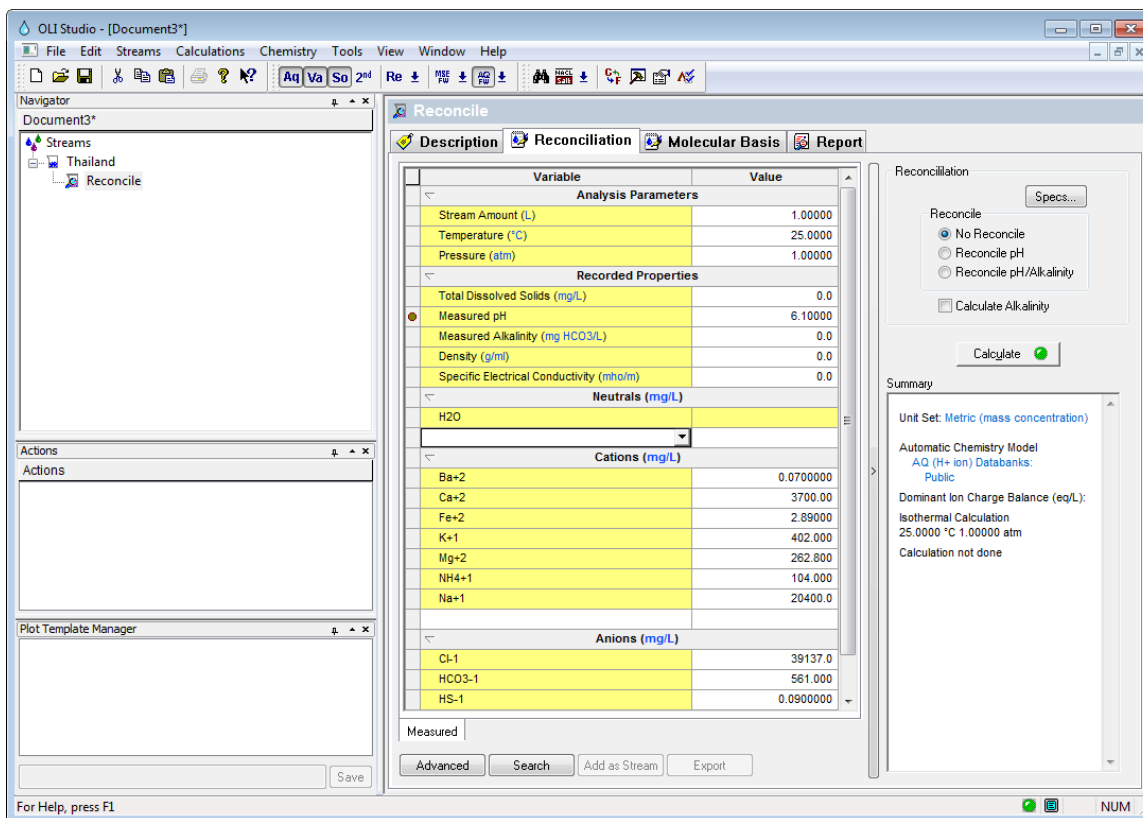 OLI Studio - [Document3*]
File Edit Streams Calculations Chemistry Tools View Window Help
Aq Va So 2nd Re MSE FW AQ FW NACL C F
Navigator
Document3*
Streams
Thailand
Reconcile
Actions
Actions
Plot Template Manager
Save
Reconcile
Description Reconciliation Molecular Basis Report
Variable Value
Analysis Parameters
Stream Amount (L) 1.00000
Temperature (°C) 25.0000
Pressure (atm) 1.00000
Recorded Properties
Total Dissolved Solids (mg/L) 0.0
Measured pH 6.10000
Measured Alkalinity (mg HCO3/L) 0.0
Density (g/ml) 0.0
Specific Electrical Conductivity (mho/m) 0.0
Neutrals (mg/L)
H2O
Cations (mg/L)
Ba+2 0.0700000
Ca+2 3700.00
Fe+2 2.89000
K+1 402.000
Mg+2 262.800
NH4+1 104.000
Na+1 20400.0
Anions (mg/L)
Cl-1 39137.0
HCO3-1 561.000
HS-1 0.0900000
Measured
Advanced Search Add as Stream Export
Reconcililation
Specs...
Reconcile
No Reconcile
Reconcile pH
Reconcile pH/Alkalinity
Calculate Alkalinity
Calculate
Summary
Unit Set: Metric (mass concentration)
Automatic Chemistry Model
AQ (H+ ion) Databanks:
Public
Dominant Ion Charge Balance (eq/L):
Isothermal Calculation
25.0000 °C 1.00000 atm
Calculation not done
For Help, press F1 NUM